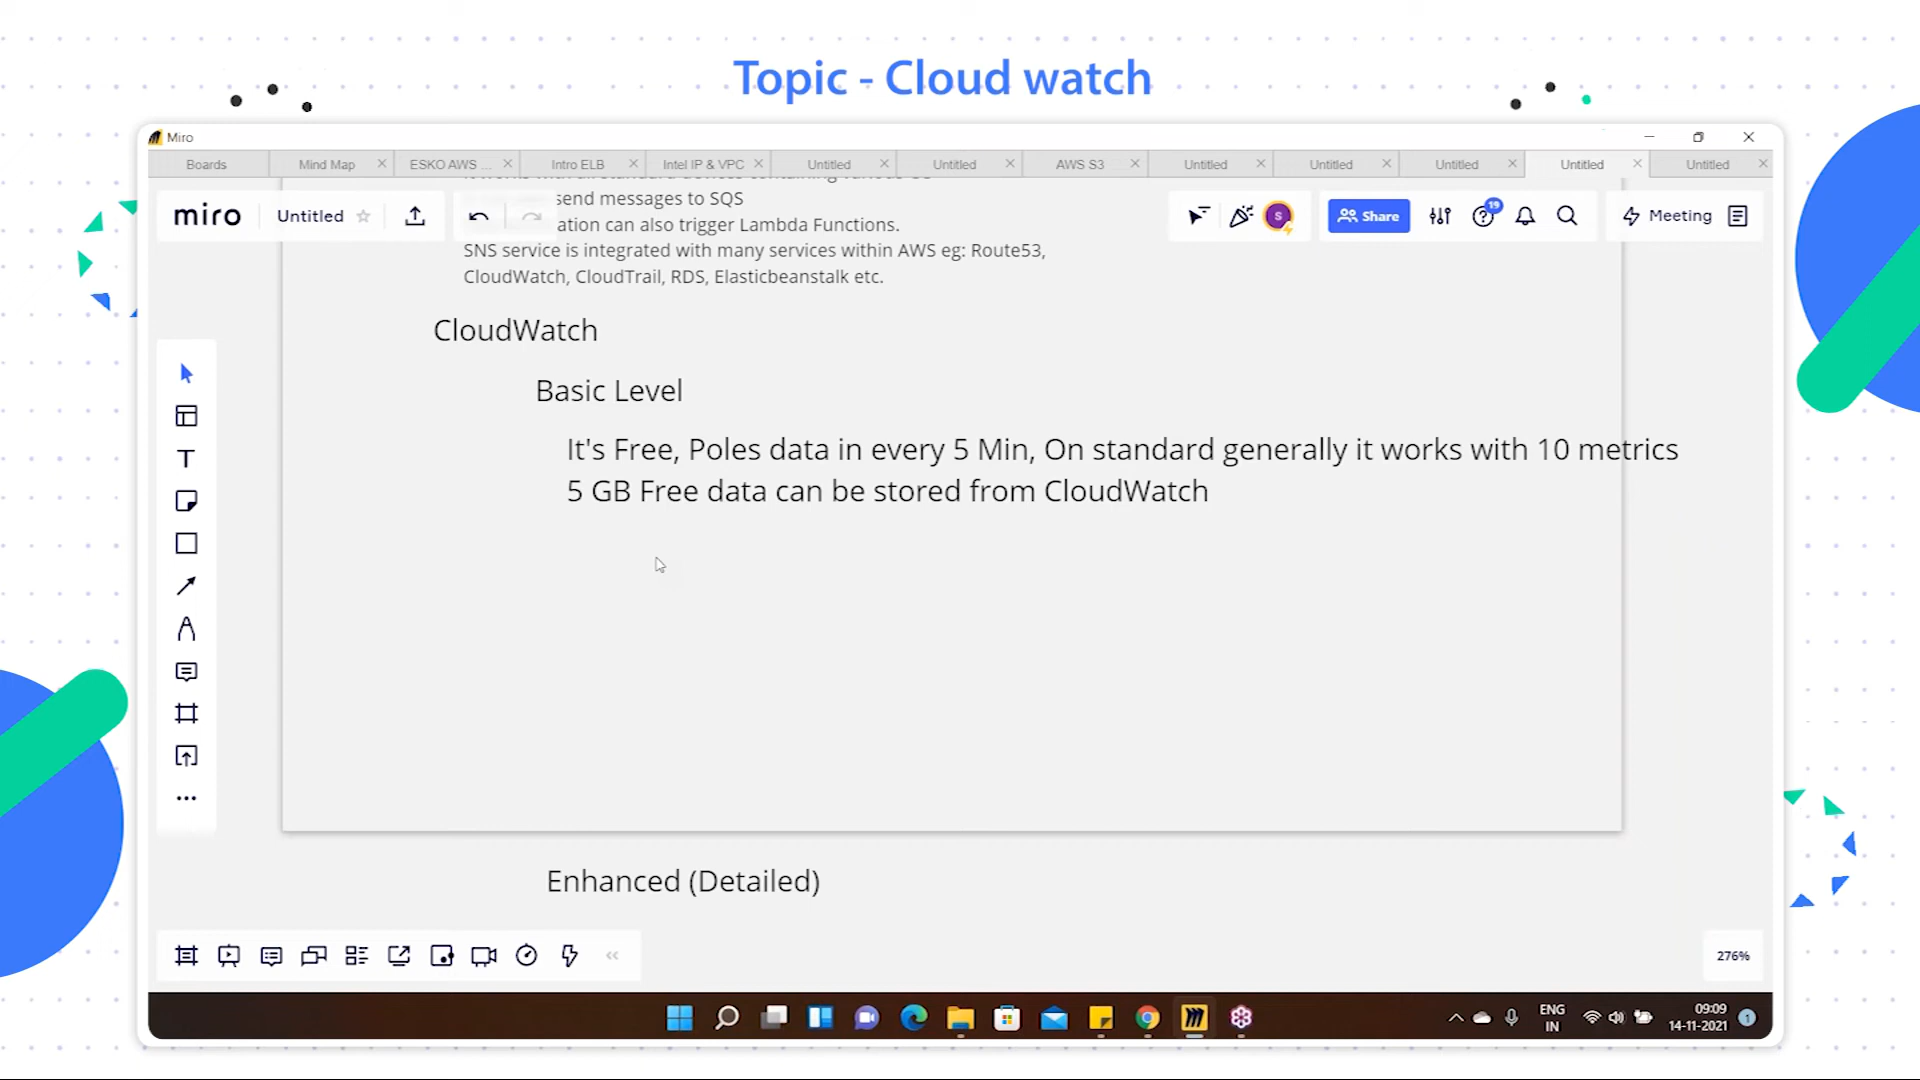 Topic - Cloud watch
Miro
Boards
Mind Map
ESKO AWS ...
Intro ELB
Intel IP & VPC
Untitled
Untitled
AWS S3
Untitled
Untitled
Untitled
Untitled
Untitled
miro
Untitled
Share
19
S
Meeting
send messages to SQS
ation can also trigger Lambda Functions.
SNS service is integrated with many services within AWS eg: Route53,
CloudWatch, CloudTrail, RDS, Elasticbeanstalk etc.
CloudWatch
Basic Level
It's Free, Poles data in every 5 Min, On standard generally it works with 10 metrics
5 GB Free data can be stored from CloudWatch
Enhanced (Detailed)
276%
ENG
IN
09:09
14-11-2021
1